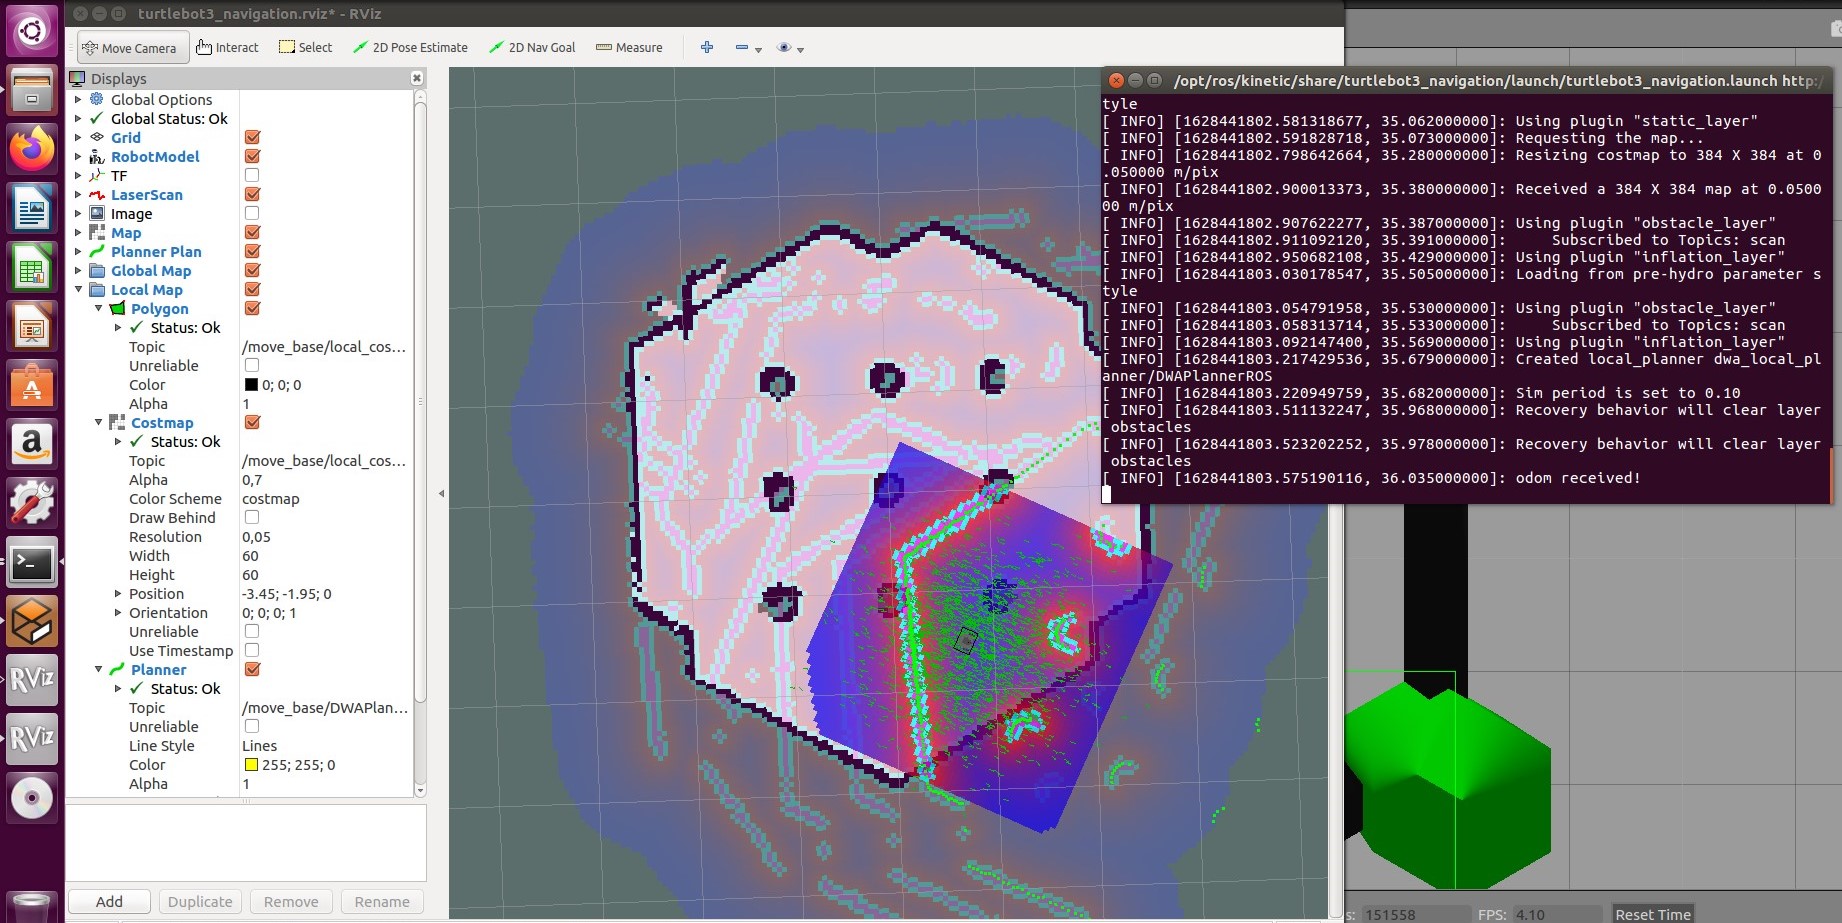 turtlebot3_navigation.rviz* - RViz
Move Camera
Interact
Select
2D Pose Estimate
2D Nav Goal
Measure
Displays
Global Options
Global Status: Ok
Grid
RobotModel
TF
LaserScan
Image
Map
Planner Plan
Global Map
Local Map
Polygon
Status: Ok
Topic /move_base/local_cos...
Unreliable
Color 0; 0; 0
Alpha 1
Costmap
Status: Ok
Topic /move_base/local_cos...
Alpha 0,7
Color Scheme costmap
Draw Behind
Resolution 0,05
Width 60
Height 60
Position -3.45; -1.95; 0
Orientation 0; 0; 0; 1
Unreliable
Use Timestamp
Planner
Status: Ok
Topic /move_base/DWAPlan...
Unreliable
Line Style Lines
Color 255; 255; 0
Alpha 1
Add Duplicate Remove Rename
RViz
RViz
/opt/ros/kinetic/share/turtlebot3_navigation/launch/turtlebot3_navigation.launch http:/
tyle
[ INFO] [1628441802.581318677, 35.062000000]: Using plugin "static_layer"
[ INFO] [1628441802.591828718, 35.073000000]: Requesting the map...
[ INFO] [1628441802.798642664, 35.280000000]: Resizing costmap to 384 X 384 at 0
.050000 m/pix
[ INFO] [1628441802.900013373, 35.380000000]: Received a 384 X 384 map at 0.0500
00 m/pix
[ INFO] [1628441802.907622277, 35.387000000]: Using plugin "obstacle_layer"
[ INFO] [1628441802.911092120, 35.391000000]:     Subscribed to Topics: scan
[ INFO] [1628441802.950682108, 35.429000000]: Using plugin "inflation_layer"
[ INFO] [1628441803.030178547, 35.505000000]: Loading from pre-hydro parameter s
tyle
[ INFO] [1628441803.054791958, 35.530000000]: Using plugin "obstacle_layer"
[ INFO] [1628441803.058313714, 35.533000000]:     Subscribed to Topics: scan
[ INFO] [1628441803.092147400, 35.569000000]: Using plugin "inflation_layer"
[ INFO] [1628441803.217429536, 35.679000000]: Created local_planner dwa_local_pl
anner/DWAPlannerROS
[ INFO] [1628441803.220949759, 35.682000000]: Sim period is set to 0.10
[ INFO] [1628441803.511132247, 35.968000000]: Recovery behavior will clear layer
obstacles
[ INFO] [1628441803.523202252, 35.978000000]: Recovery behavior will clear layer
obstacles
[ INFO] [1628441803.575190116, 36.035000000]: odom received!
s: 151558 FPS: 4.10 Reset Time